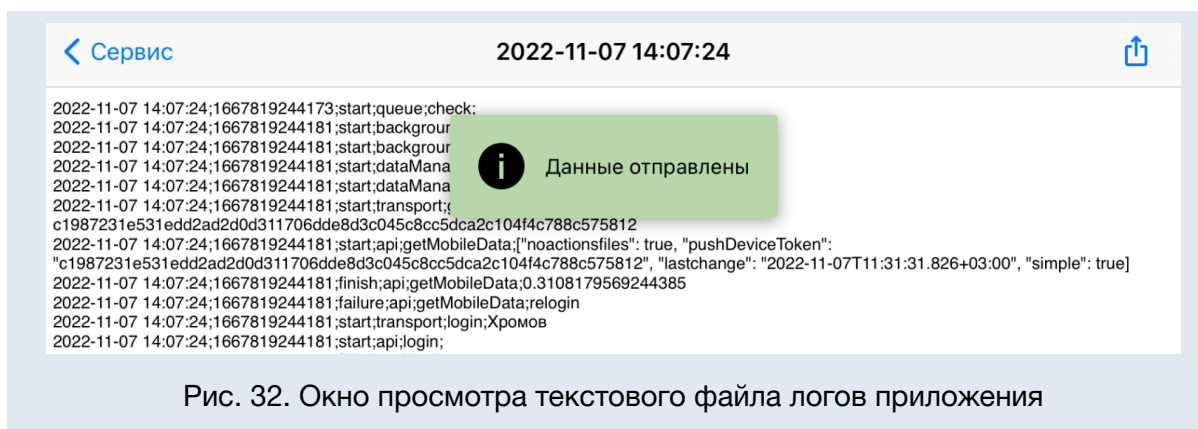 Сервис
2022-11-07 14:07:24
2022-11-07 14:07:24;1667819244173;start;queue;check;
2022-11-07 14:07:24;1667819244181;start;backgrour
2022-11-07 14:07:24;1667819244181;start;backgrour
2022-11-07 14:07:24;1667819244181;start;dataMana
2022-11-07 14:07:24;1667819244181;start;dataMana
2022-11-07 14:07:24;1667819244181;start;transport;
Данные отправлены
c1987231e531edd2ad2d0d311706dde8d3c045c8cc5dca2c104f4c788c575812
2022-11-07 14:07:24;1667819244181;start;api;getMobileData;["noactionsfiles": true, "pushDeviceToken":
"c1987231e531edd2ad2d0d311706dde8d3c045c8cc5dca2c104f4c788c575812", "lastchange": "2022-11-07T11:31:31.826+03:00", "simple": true]
2022-11-07 14:07:24;1667819244181;finish;api;getMobileData;0.3108179569244385
2022-11-07 14:07:24;1667819244181;failure;api;getMobileData;relogin
2022-11-07 14:07:24;1667819244181;start;transport;login;Хромов
2022-11-07 14:07:24;1667819244181;start;api;login;
Рис. 32. Окно просмотра текстового файла логов приложения